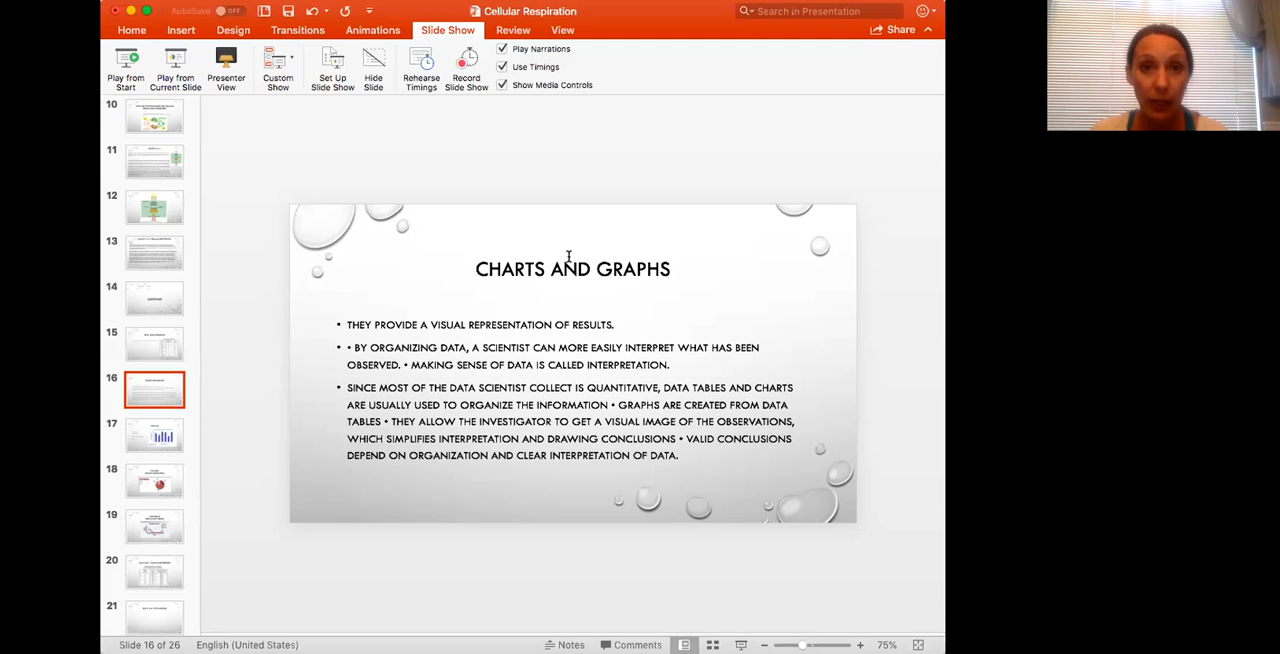 AutoSave OFF
Cellular Respiration
Search in Presentation
Home Insert Design Transitions Animations Slide Show Review View
Share
Play from Start
Play from Current Slide
Presenter View
Custom Show
Set Up Slide Show
Hide Slide
Rehearse Timings
Record Slide Show
Play Narrations
Use Timings
Show Media Controls
10
11
12
13
14
15
16
17
18
19
20
21
CHARTS AND GRAPHS
• THEY PROVIDE A VISUAL REPRESENTATION OF RESULTS.
• • BY ORGANIZING DATA, A SCIENTIST CAN MORE EASILY INTERPRET WHAT HAS BEEN
OBSERVED. • MAKING SENSE OF DATA IS CALLED INTERPRETATION.
• SINCE MOST OF THE DATA SCIENTIST COLLECT IS QUANTITATIVE, DATA TABLES AND CHARTS
ARE USUALLY USED TO ORGANIZE THE INFORMATION • GRAPHS ARE CREATED FROM DATA
TABLES • THEY ALLOW THE INVESTIGATOR TO GET A VISUAL IMAGE OF THE OBSERVATIONS,
WHICH SIMPLIFIES INTERPRETATION AND DRAWING CONCLUSIONS • VALID CONCLUSIONS
DEPEND ON ORGANIZATION AND CLEAR INTERPRETATION OF DATA.
Slide 16 of 26 English (United States)
Notes Comments 75%